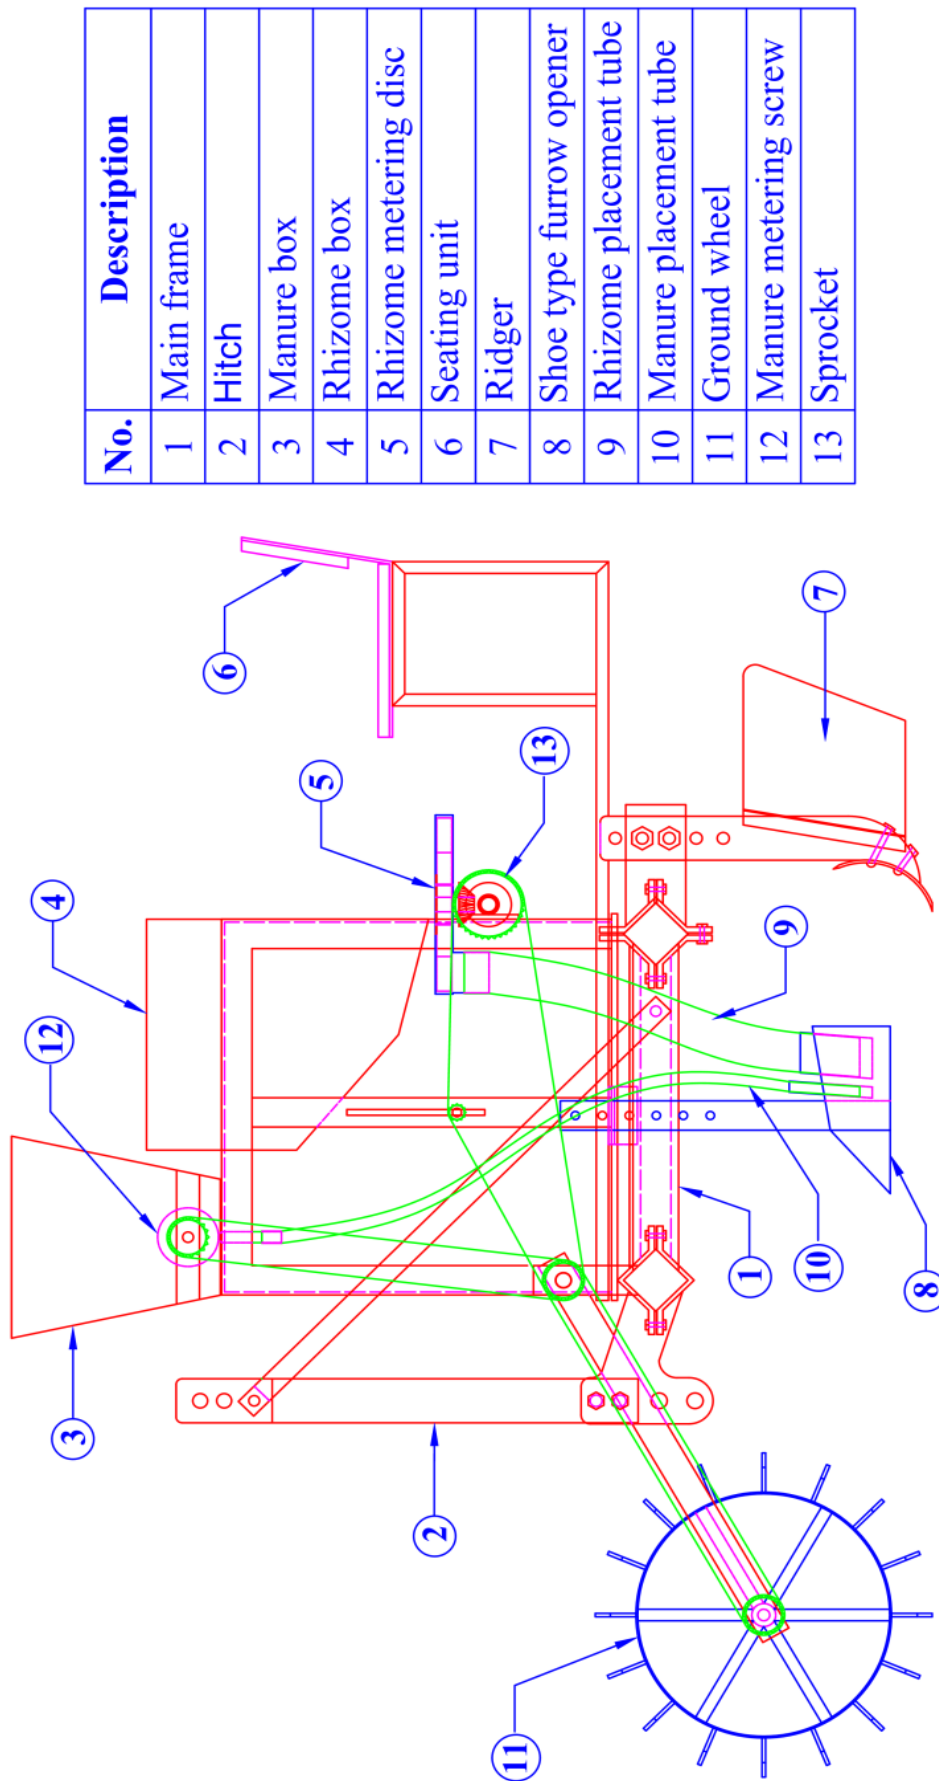 No. Description
1 Main frame
2 Hitch
3 Manure box
4 Rhizome box
5 Rhizome metering disc
6 Seating unit
7 Ridger
8 Shoe type furrow opener
9 Rhizome placement tube
10 Manure placement tube
11 Ground wheel
12 Manure metering screw
13 Sprocket
3
12
4
5
6
2
13
11
1
10
9
8
7